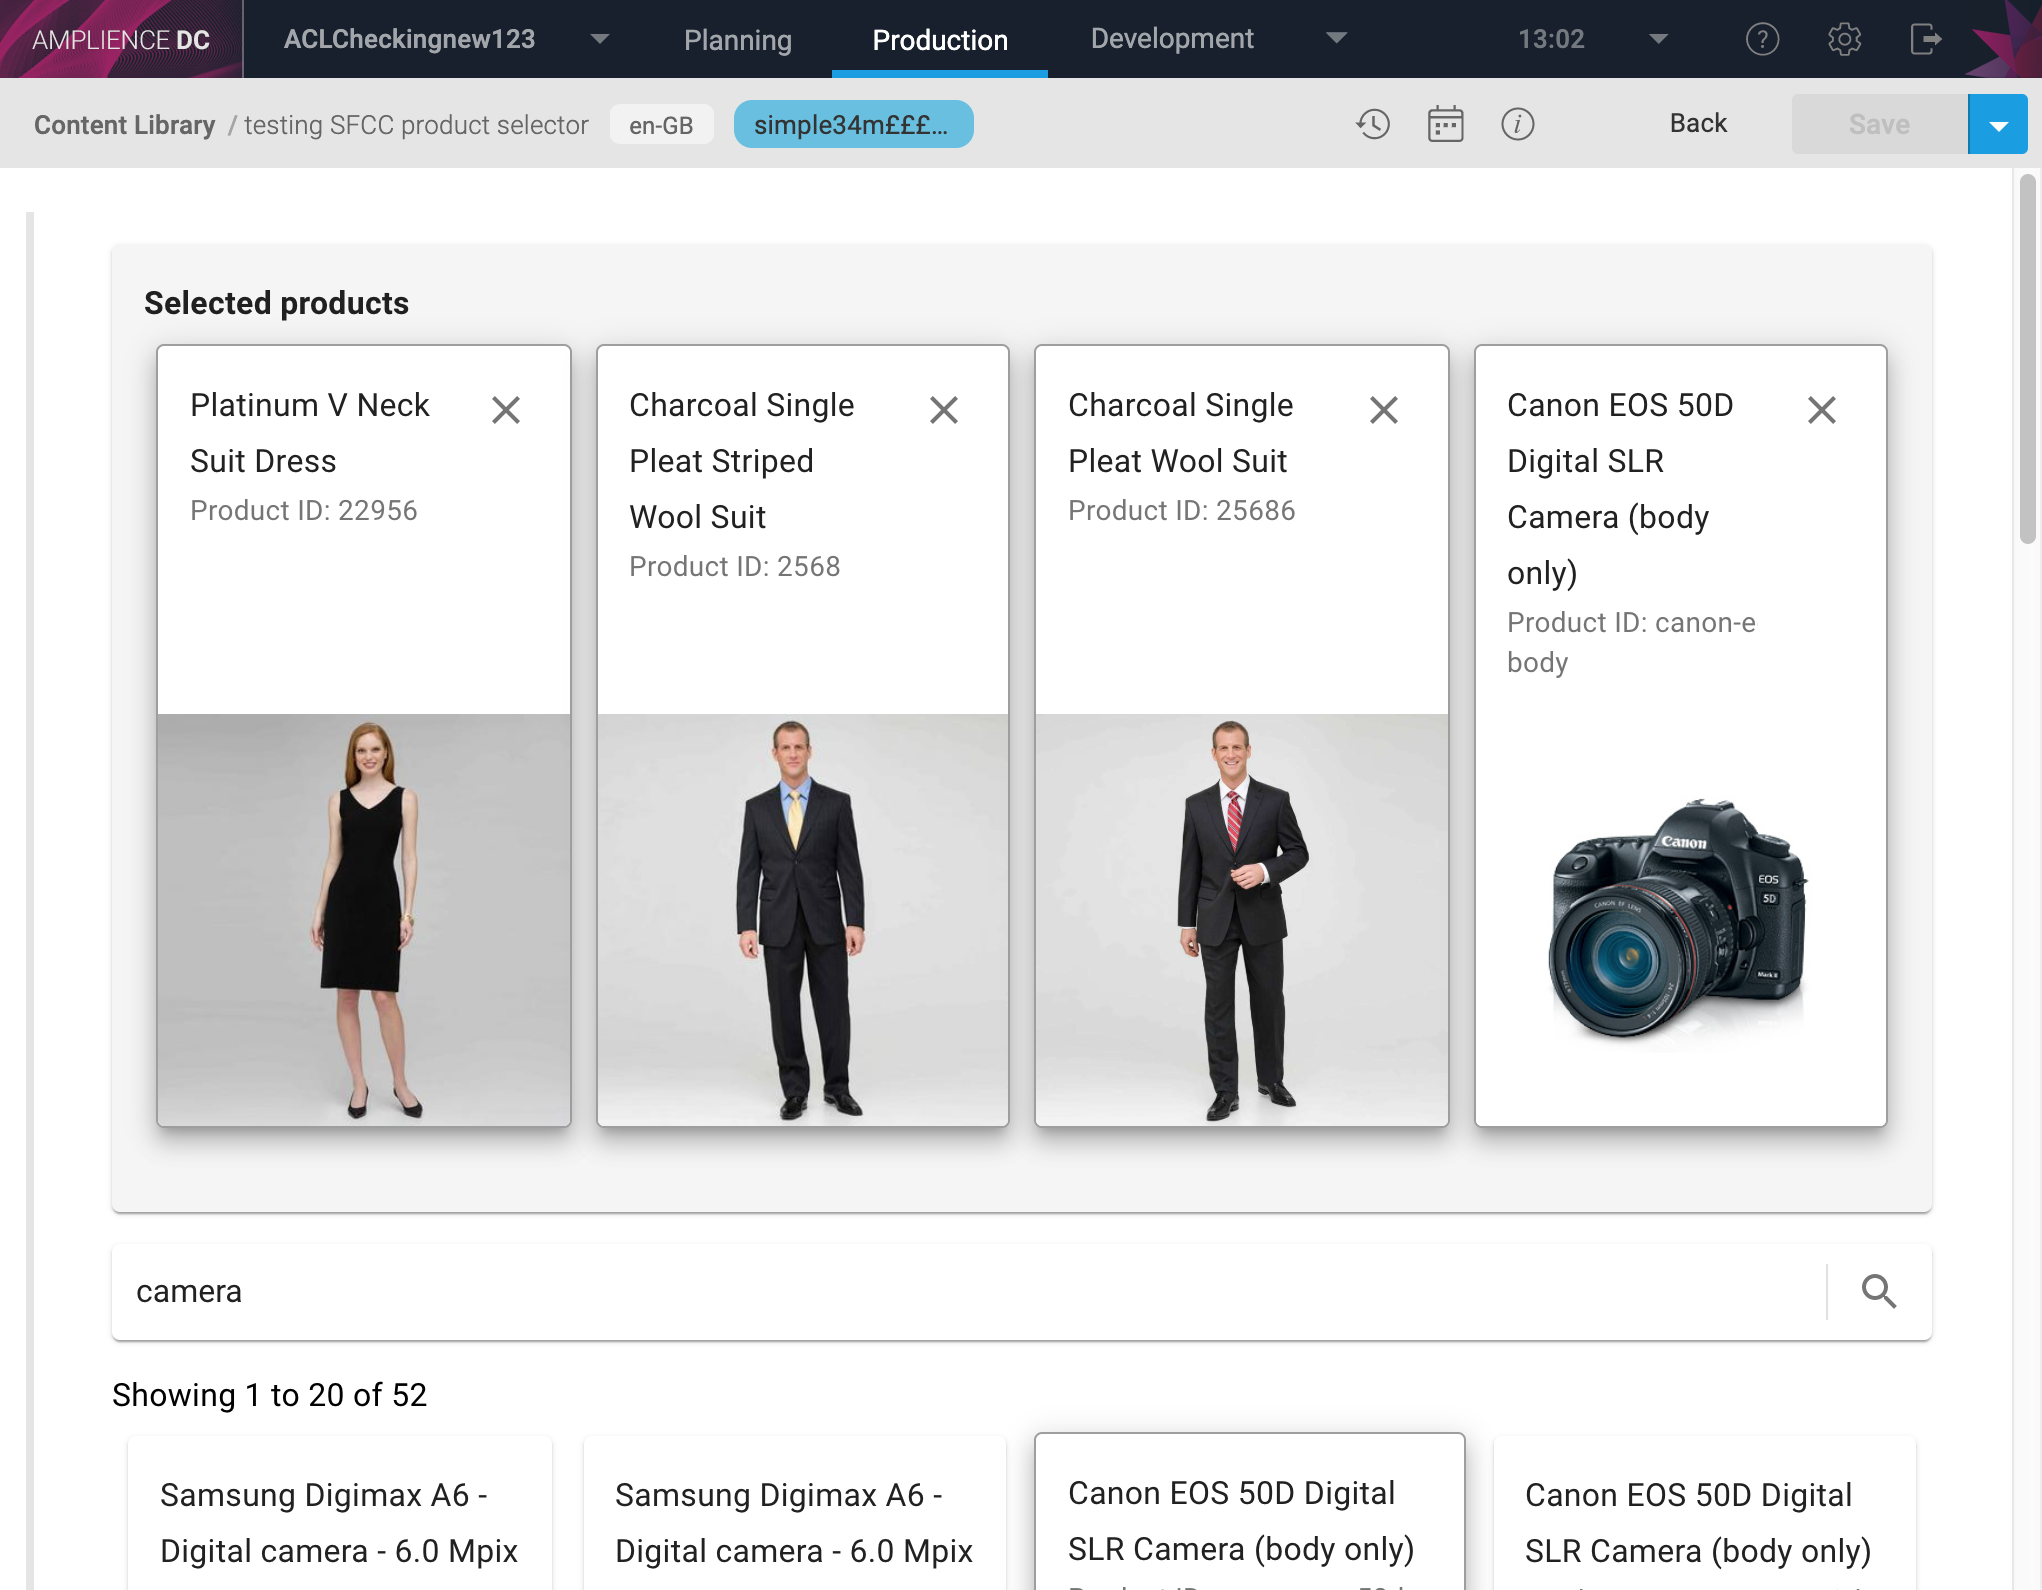 AMPLIENCE DC
ACLCheckingnew123
Planning
Production
Development
13:02
Content Library / testing SFCC product selector
en-GB
simple34m£££...
Back
Save
Selected products
Platinum V Neck
Suit Dress
Product ID: 22956
Charcoal Single
Pleat Striped
Wool Suit
Product ID: 2568
Charcoal Single
Pleat Wool Suit
Product ID: 25686
Canon EOS 50D
Digital SLR
Camera (body
only)
Product ID: canon-e
body
Canon
EOS
5D
CANON EF LENS
Mark II
camera
Showing 1 to 20 of 52
Samsung Digimax A6 -
Digital camera - 6.0 Mpix
Samsung Digimax A6 -
Digital camera - 6.0 Mpix
Canon EOS 50D Digital
SLR Camera (body only)
Canon EOS 50D Digital
SLR Camera (body only)